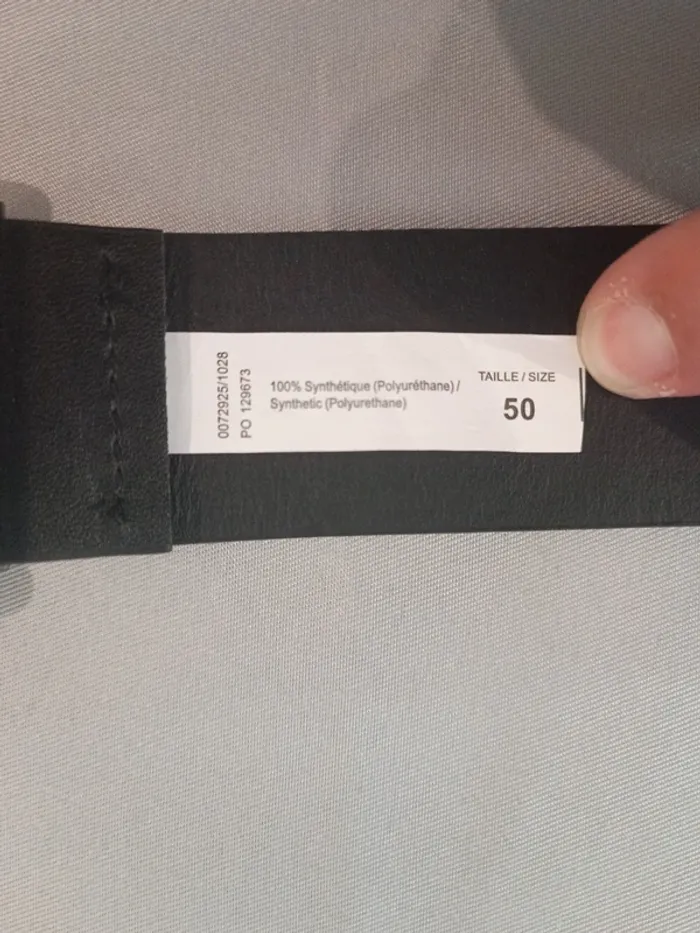 0072925/1028
PO 129673
100% Synthétique (Polyuréthane) /
Synthetic (Polyurethane)
TAILLE / SIZE
50